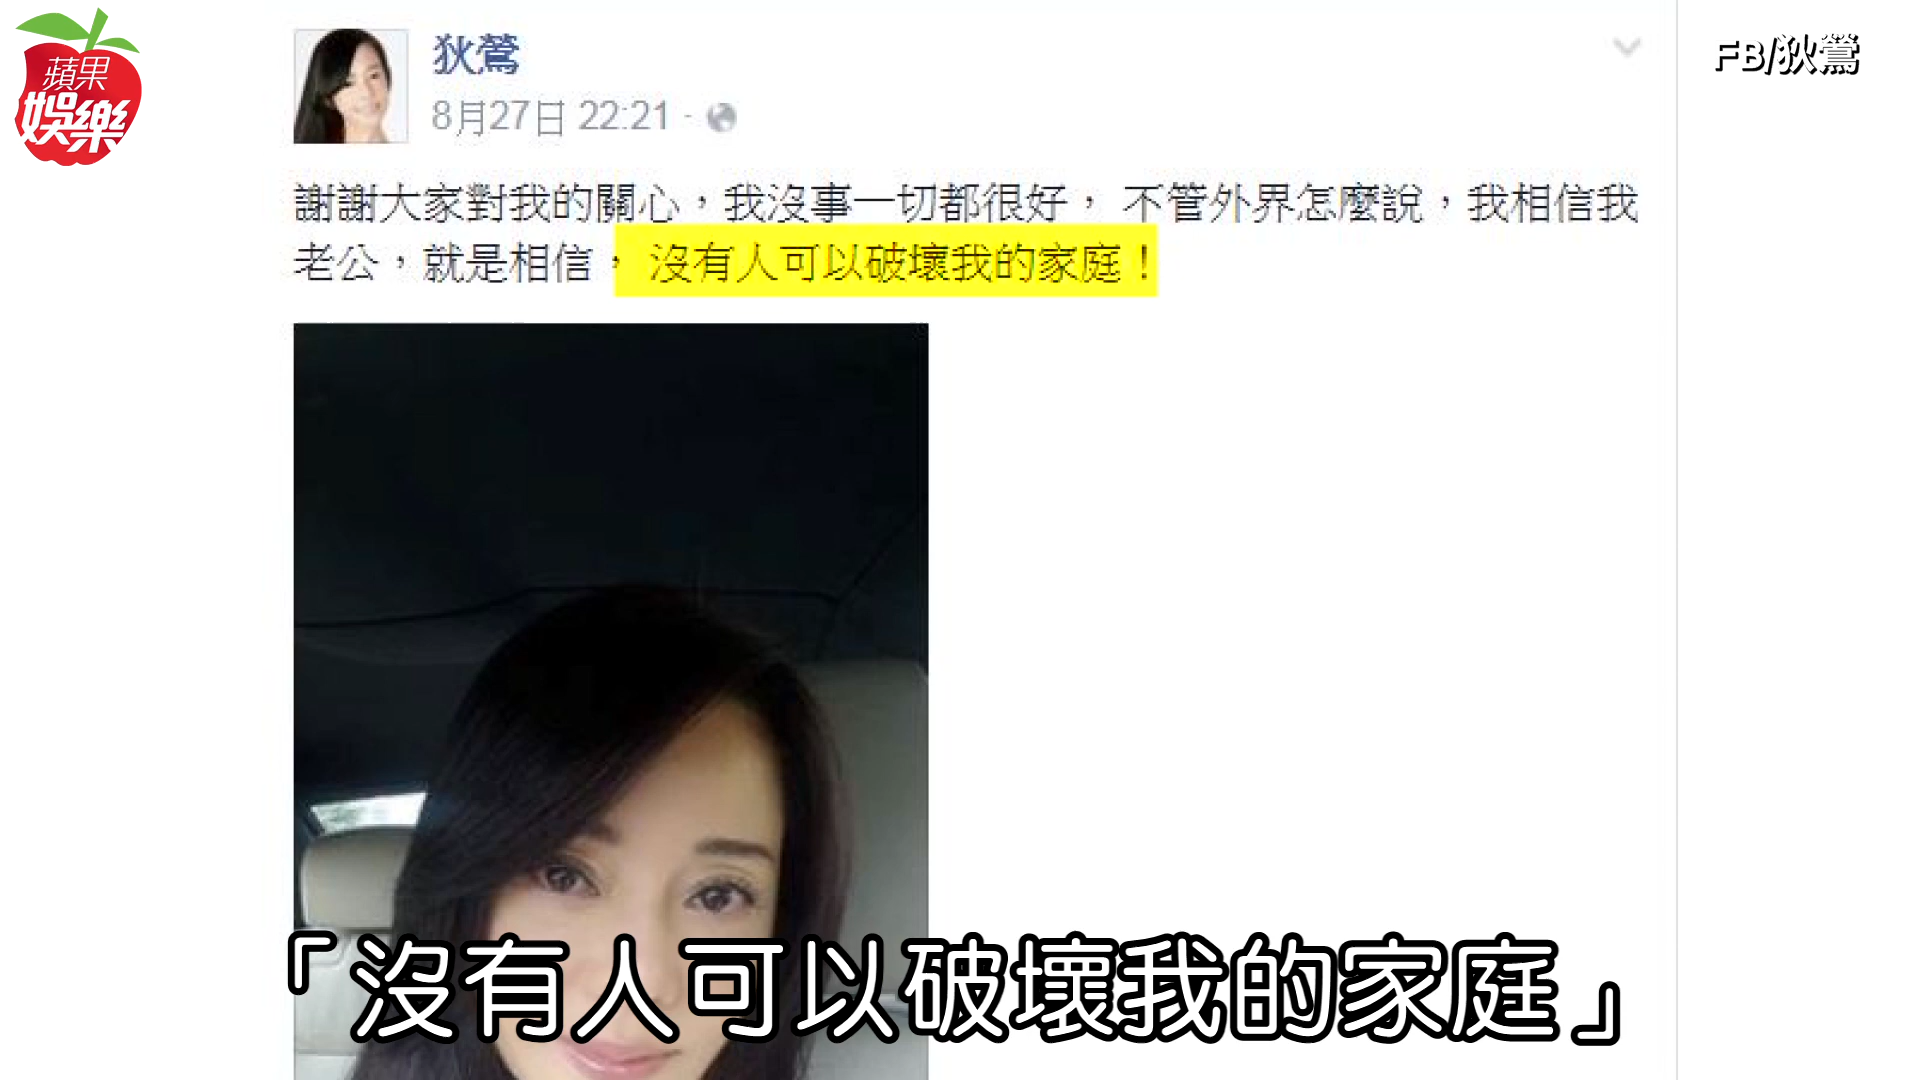 蘋果
娛樂
狄鶯
FB/狄鶯
8月27日 22:21 ·
謝謝大家對我的關心，我沒事一切都很好， 不管外界怎麼說，我相信我
老公，就是相信， 沒有人可以破壞我的家庭！
「沒有人可以破壞我的家庭」